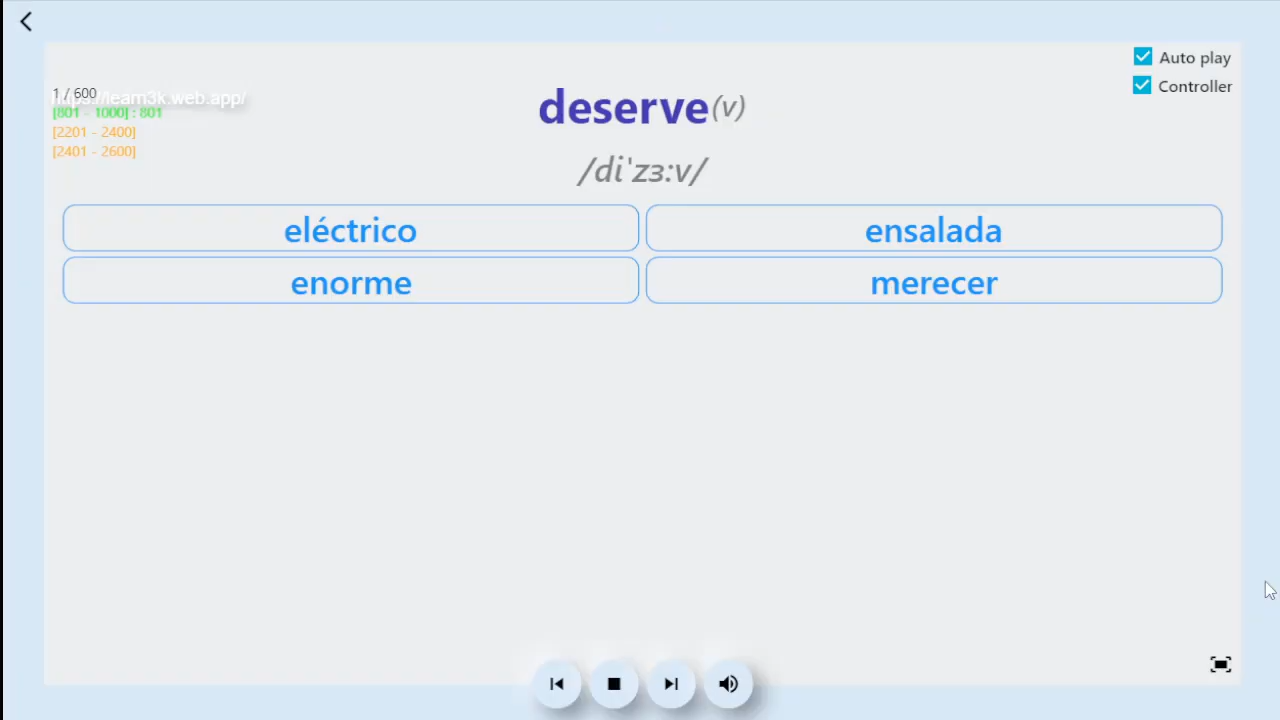 Auto play
Controller
1 / 600
https://learn3k.web.app/
[801 - 1000] : 801
[2201 - 2400]
[2401 - 2600]
deserve(v)
/di'zɜ:v/
eléctrico
ensalada
enorme
merecer